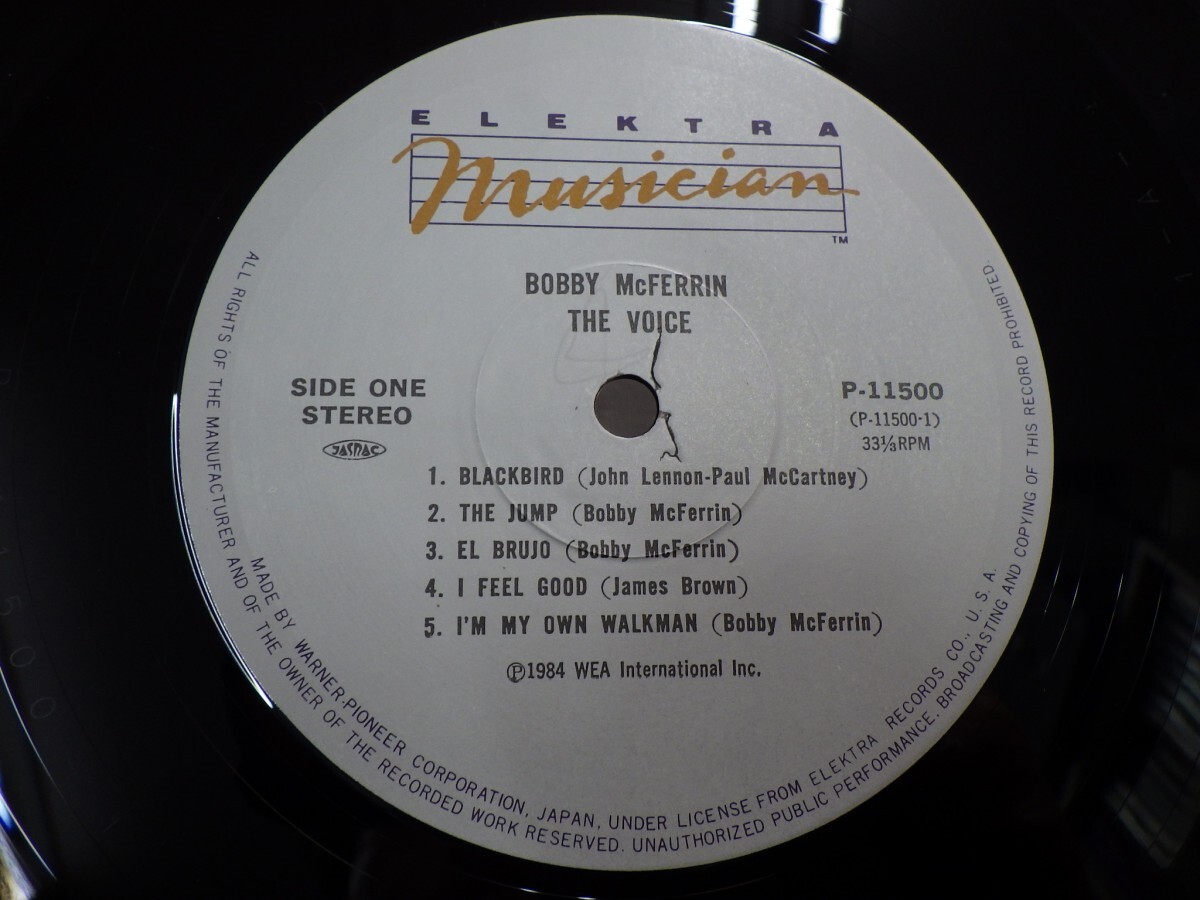 ELEKTRA
Musician
TM
BOBBY McFERRIN
THE VOICE
SIDE ONE
STEREO
JASRAC
P-11500
(P-11500-1)
33⅓RPM
1. BLACKBIRD (John Lennon-Paul McCartney)
2. THE JUMP (Bobby McFerrin)
3. EL BRUJO (Bobby McFerrin)
4. I FEEL GOOD (James Brown)
5. I'M MY OWN WALKMAN (Bobby McFerrin)
Ⓟ1984 WEA International Inc.
MADE BY WARNER-PIONEER CORPORATION, JAPAN, UNDER LICENSE FROM ELEKTRA RECORDS CO., U.S.A.
ALL RIGHTS OF THE MANUFACTURER AND OF THE OWNER OF THE RECORDED WORK RESERVED. UNAUTHORIZED PUBLIC PERFORMANCE, BROADCASTING AND COPYING OF THIS RECORD PROHIBITED.